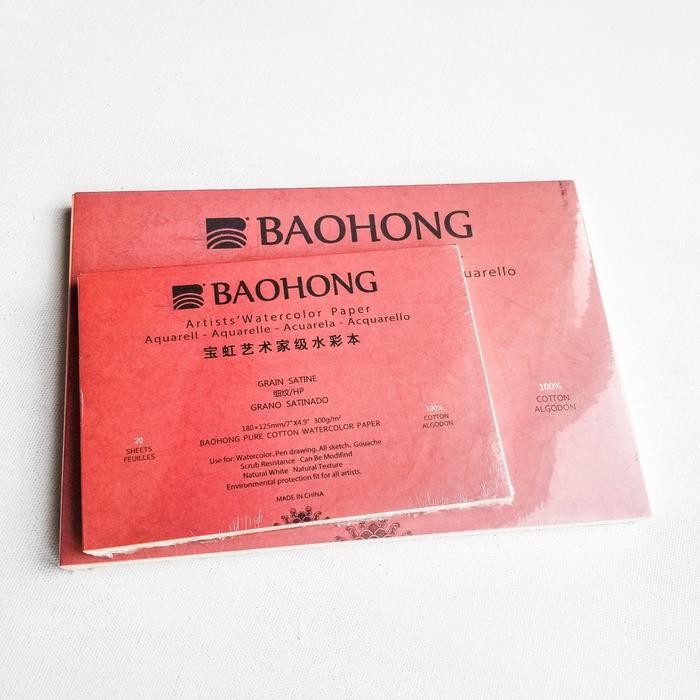 BAOHONG
uarello
100%
COTTON
ALGODON
BAOHONG
Artists' Watercolor Paper
Aquarell - Aquarelle - Acuarela - Acquarello
宝虹艺术家级水彩本
GRAIN SATINE
细纹/HP
GRANO SATINADO
180×125mm/7"X4.9" 300g/m²
BAOHONG PURE COTTON WATERCOLOR PAPER
20
SHEETS
FEUILLES
100%
COTTON
ALGODON
Use for: Watercolor, Pen drawing, All sketch, Gouache
Scrub Resistance · Can Be Modifind
Natural White Natural Texture
Environmental protection fit for all artists.
MADE IN CHINA